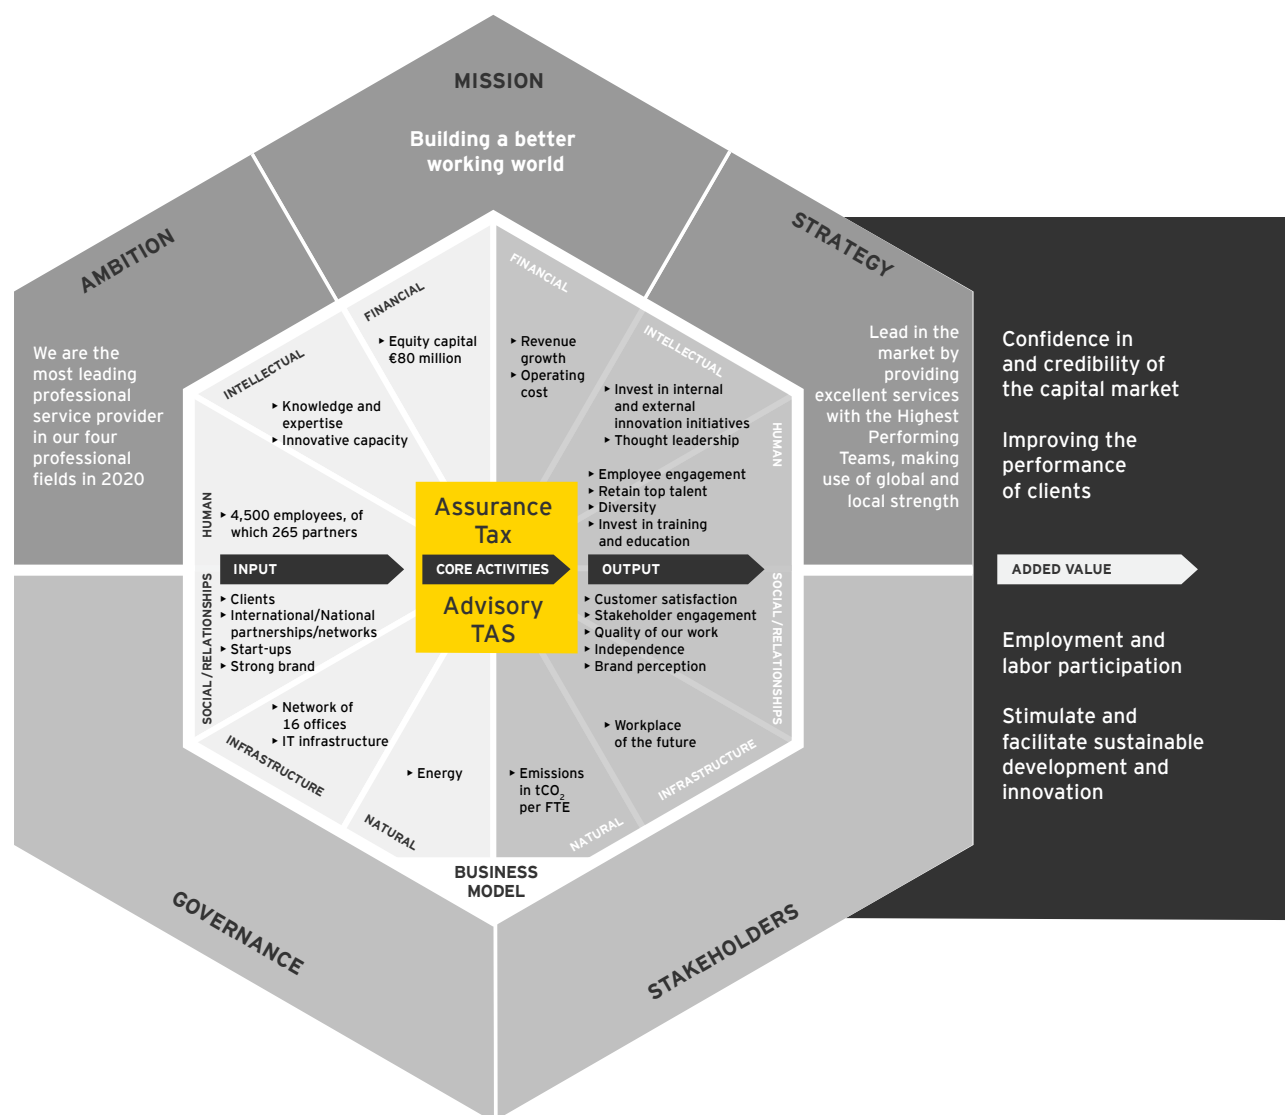 MISSION
Building a better
working world
AMBITION
We are the
most leading
professional
service provider
in our four
professional
fields in 2020
STRATEGY
Lead in the
market by
providing
excellent services
with the Highest
Performing
Teams, making
use of global and
local strength
FINANCIAL
▸ Equity capital
€80 million
INTELLECTUAL
▸ Knowledge and
expertise
▸ Innovative capacity
HUMAN
▸ 4,500 employees, of
which 265 partners
INPUT
SOCIAL / RELATIONSHIPS
▸ Clients
▸ International/National
partnerships/networks
▸ Start-ups
▸ Strong brand
INFRASTRUCTURE
▸ Network of
16 offices
▸ IT infrastructure
NATURAL
▸ Energy
Assurance
Tax
CORE ACTIVITIES
Advisory
TAS
FINANCIAL
▸ Revenue
growth
▸ Operating
cost
INTELLECTUAL
▸ Invest in internal
and external
innovation initiatives
▸ Thought leadership
HUMAN
▸ Employee engagement
▸ Retain top talent
▸ Diversity
▸ Invest in training
and education
OUTPUT
SOCIAL / RELATIONSHIPS
▸ Customer satisfaction
▸ Stakeholder engagement
▸ Quality of our work
▸ Independence
▸ Brand perception
INFRASTRUCTURE
▸ Workplace
of the future
NATURAL
▸ Emissions
in tCO₂
per FTE
BUSINESS
MODEL
GOVERNANCE
STAKEHOLDERS
Confidence in
and credibility of
the capital market
Improving the
performance
of clients
ADDED VALUE
Employment and
labor participation
Stimulate and
facilitate sustainable
development and
innovation